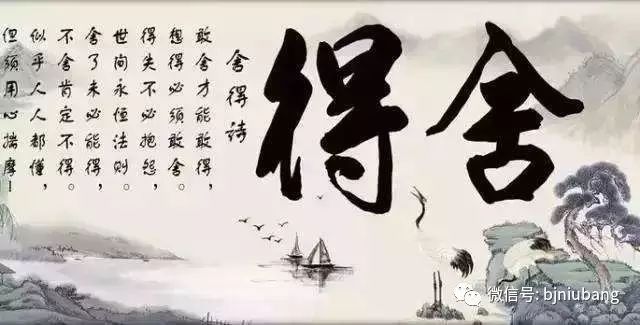 舍得
舍得诗
敢舍才能敢得,
想得必须敢舍。
得失不必抱怨,
世间永恒法则。
舍了未必能得,
不舍肯定不得。
似乎人人都懂,
但须用心揣摩!
微信号: bjniubang